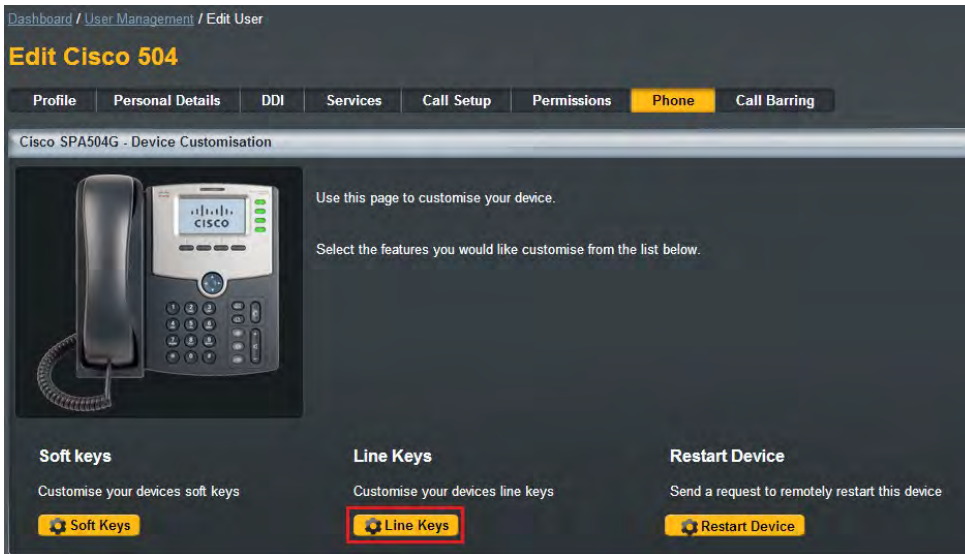 Dashboard / User Management / Edit User
Edit Cisco 504
Profile Personal Details DDI Services Call Setup Permissions Phone Call Barring
Cisco SPA504G - Device Customisation
CISCO
Use this page to customise your device.
Select the features you would like customise from the list below.
Soft keys
Customise your devices soft keys
Soft Keys
Line Keys
Customise your devices line keys
Line Keys
Restart Device
Send a request to remotely restart this device
Restart Device